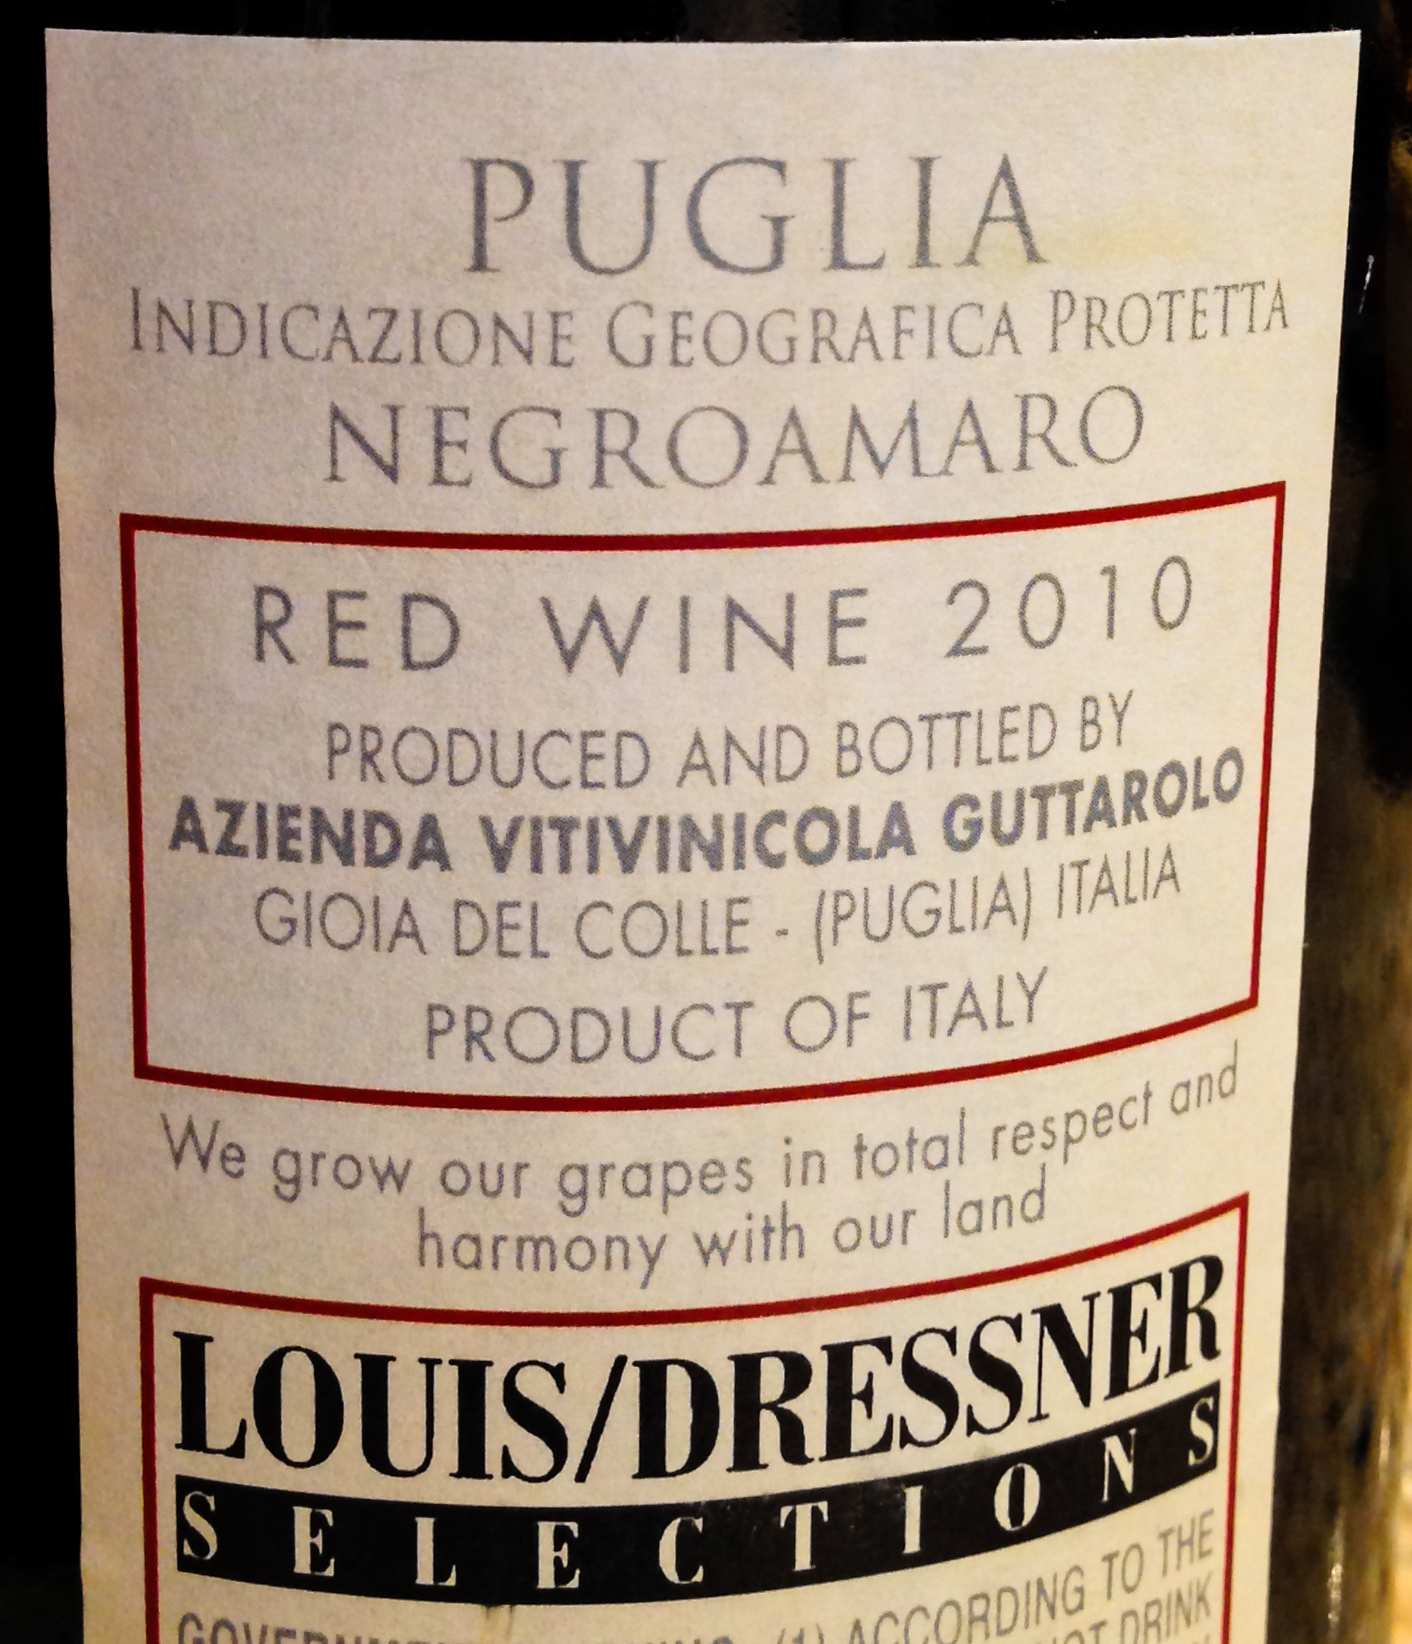 PUGLIA
INDICAZIONE GEOGRAFICA PROTETTA
NEGROAMARO
RED WINE 2010
PRODUCED AND BOTTLED BY
AZIENDA VITIVINICOLA GUTTAROLO
GIOIA DEL COLLE - (PUGLIA) ITALIA
PRODUCT OF ITALY
We grow our grapes in total respect and
harmony with our land
LOUIS/DRESSNER
SELECTIONS
(1) ACCORDING TO THE
DRINK